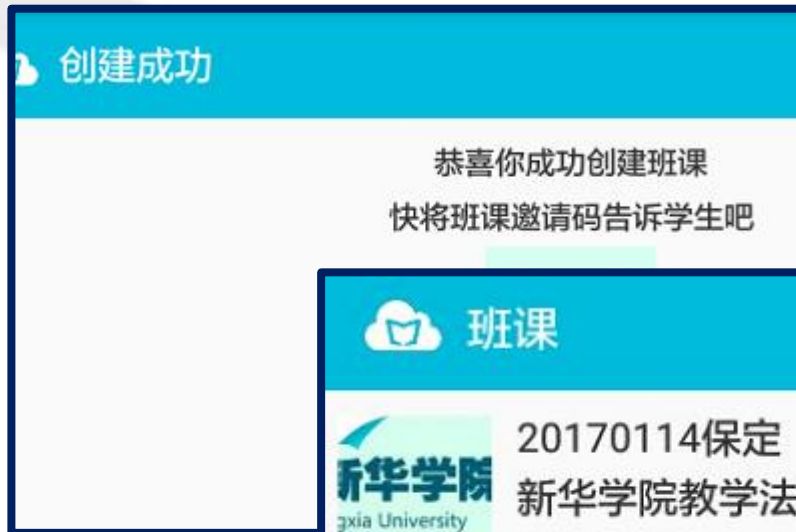 创建成功
恭喜你成功创建班课
快将班课邀请码告诉学生吧
班课
20170114保定
新华学院教学法
新华学院
gxia University